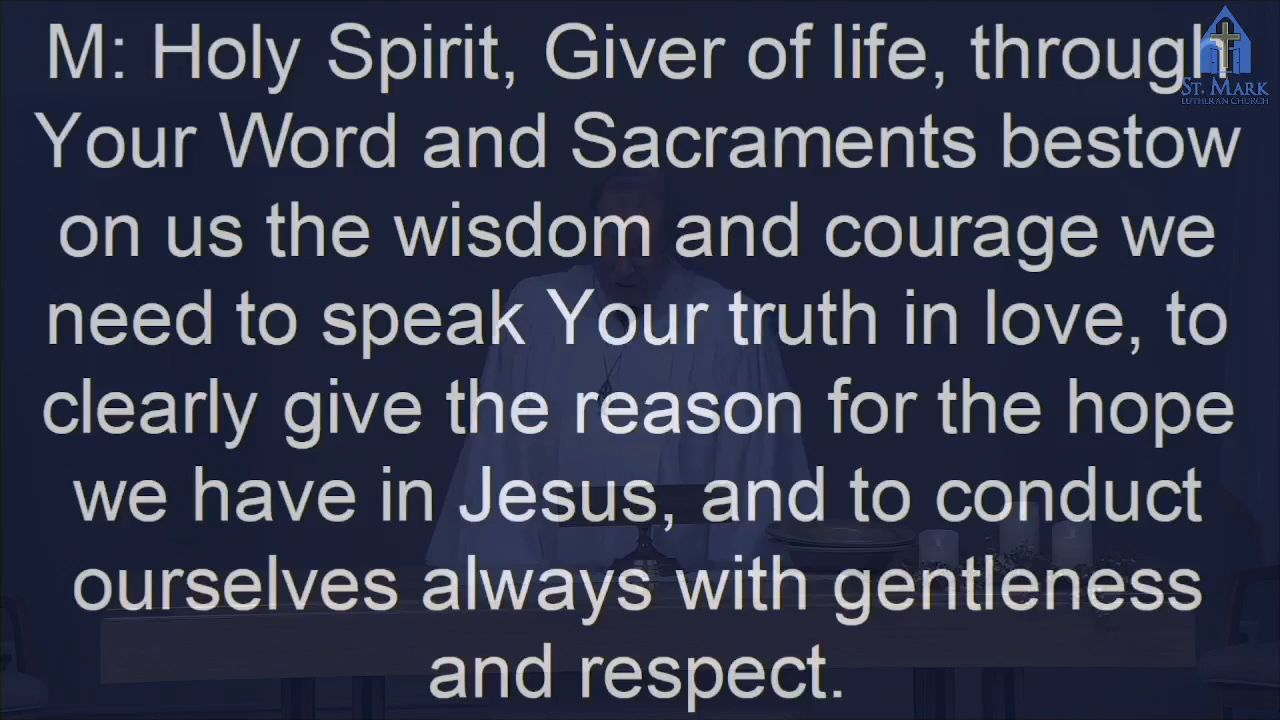 M: Holy Spirit, Giver of life, through
Your Word and Sacraments bestow
on us the wisdom and courage we
need to speak Your truth in love, to
clearly give the reason for the hope
we have in Jesus, and to conduct
ourselves always with gentleness
and respect.
ST. MARK
LUTHERAN CHURCH